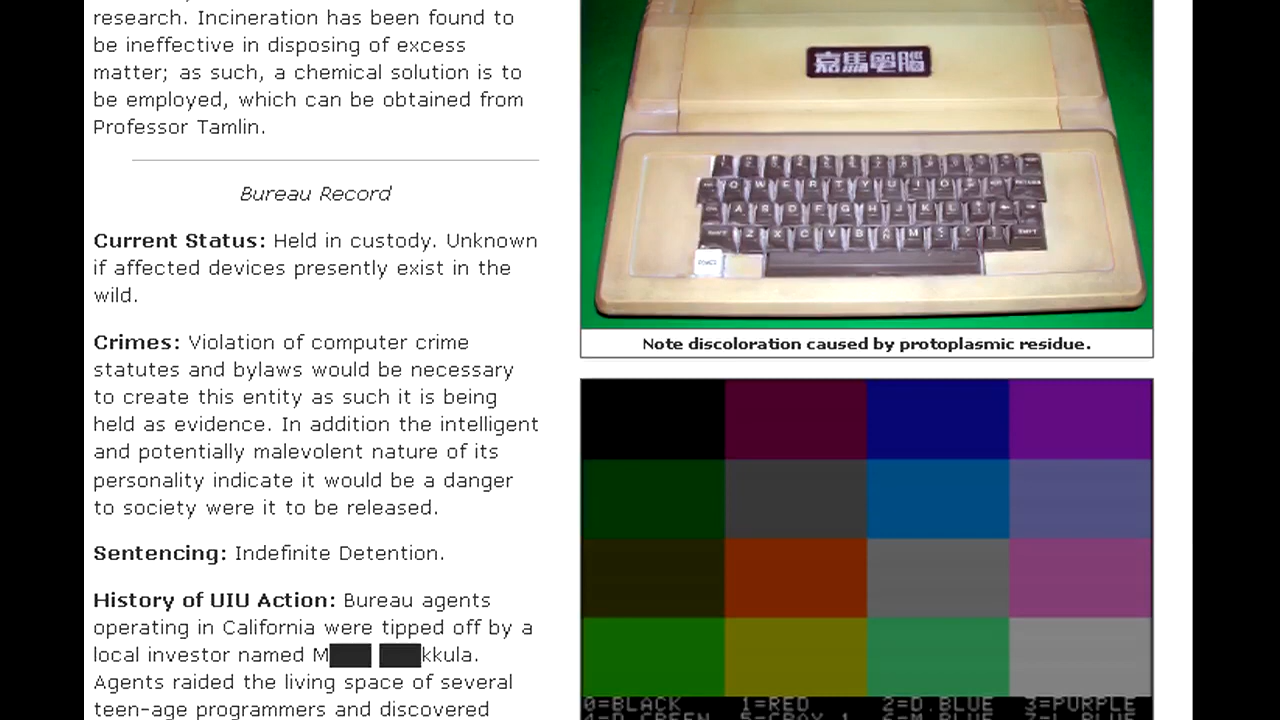 research. Incineration has been found to
be ineffective in disposing of excess
matter; as such, a chemical solution is to
be employed, which can be obtained from
Professor Tamlin.
Bureau Record
Current Status: Held in custody. Unknown
if affected devices presently exist in the
wild.
Crimes: Violation of computer crime
statutes and bylaws would be necessary
to create this entity as such it is being
held as evidence. In addition the intelligent
and potentially malevolent nature of its
personality indicate it would be a danger
to society were it to be released.
Sentencing: Indefinite Detention.
History of UIU Action: Bureau agents
operating in California were tipped off by a
local investor named M kkula.
Agents raided the living space of several
teen-age programmers and discovered
嘉馬電腦
Q W E R T Y U I O
A S D F G H J K L
Z X C V B N M
Note discoloration caused by protoplasmic residue.
0=BLACK 1=RED 2=D.BLUE 3=PURPLE